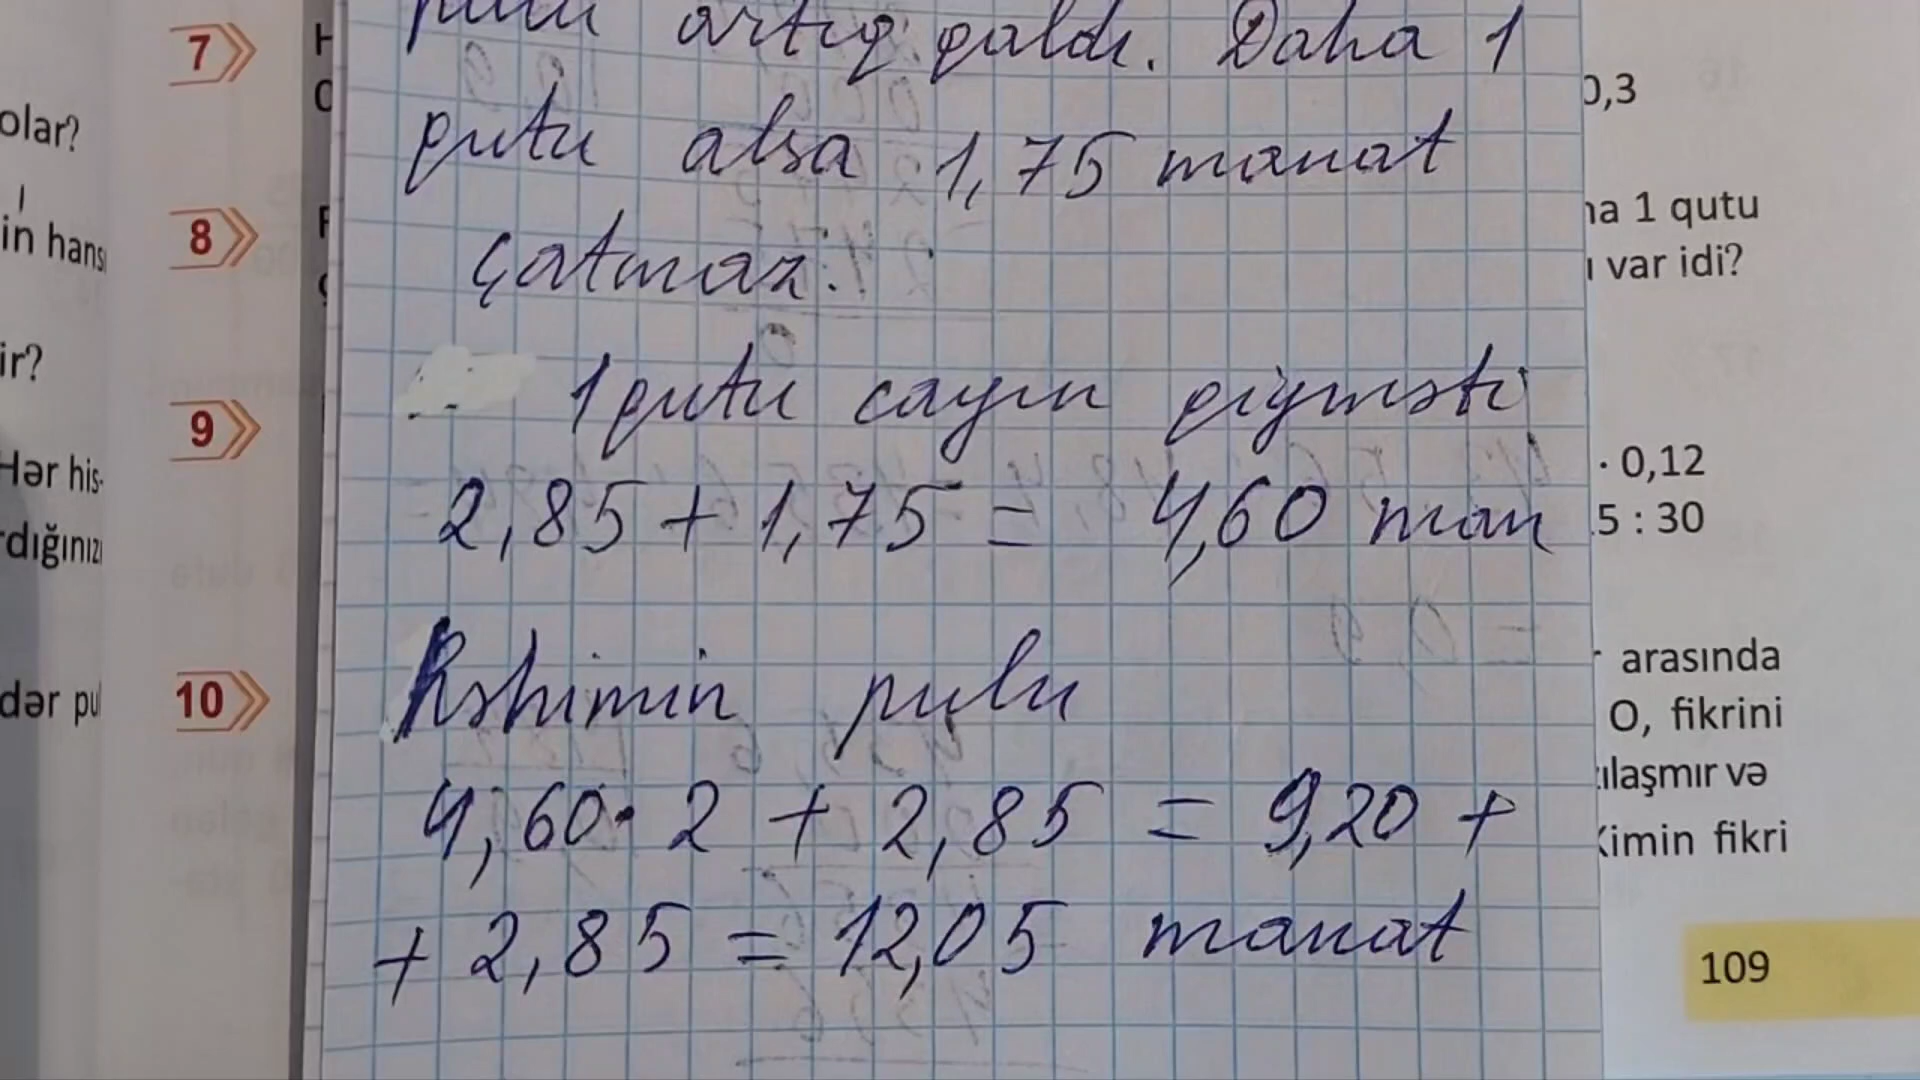 7
olar?
in hans
ir?
8
9
Hər his-
rdığınızı
dər pul
10
pulu artıq qaldı. Daha 1
qutu alsa 1,75 manat
çatmaz.
1 qutu çayın qiyməti
2,85 + 1,75 = 4,60 man
Rəhimin pulu
4,60 · 2 + 2,85 = 9,20 +
+ 2,85 = 12,05 manat
0,3
1 qutu
var idi?
· 0,12
5 : 30
arasında
O, fikrini
ılaşmır və
Kimin fikri
109